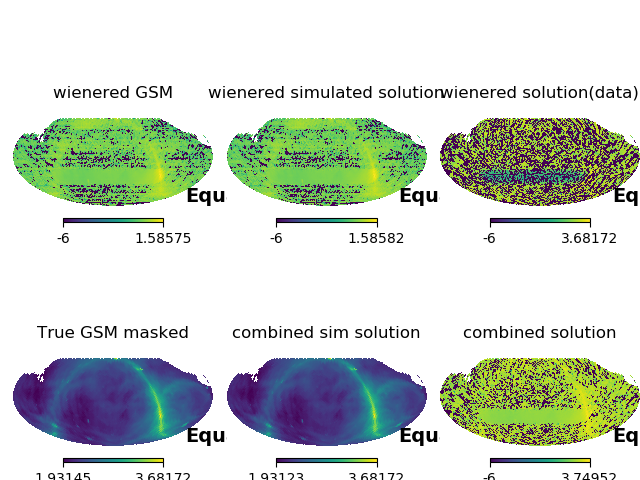 wienered GSM
wienered simulated solution
wienered solution(data)
Equ
Equ
Eq
-6 1.58575
-6 1.58582
-6 3.68172
True GSM masked
combined sim solution
combined solution
Equ
Equ
Eq
1.93145 3.68172
1.93123 3.68172
-6 3.74952